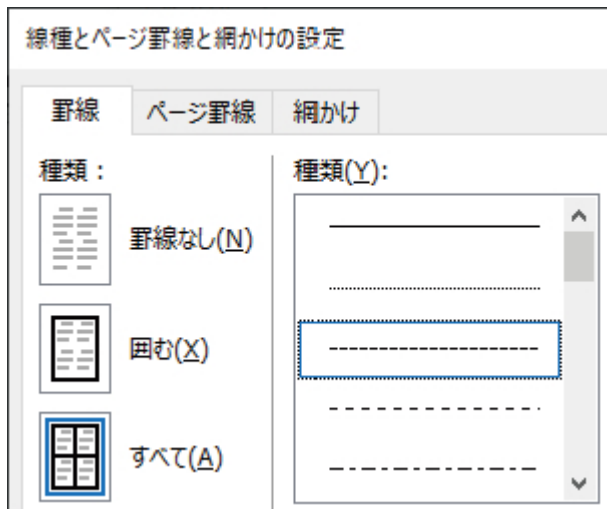 線種とページ罫線と網かけの設定
罫線
ページ罫線
網かけ
種類：
罫線なし(N)
囲む(X)
すべて(A)
種類(Y):